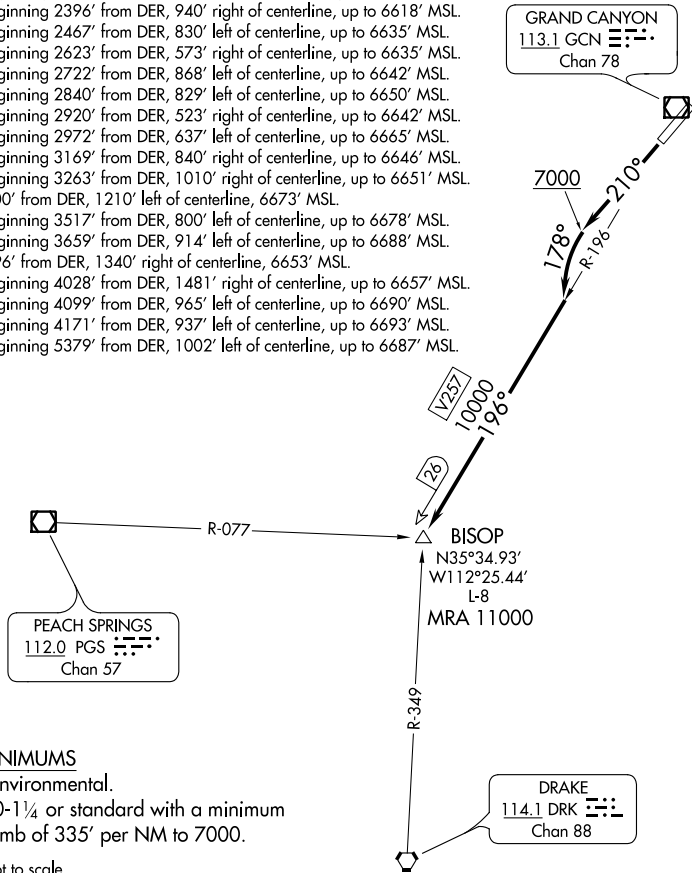 ginning 2396' from DER, 940' right of centerline, up to 6618' MSL.
ginning 2467' from DER, 830' left of centerline, up to 6635' MSL.
ginning 2623' from DER, 573' right of centerline, up to 6635' MSL.
ginning 2722' from DER, 868' left of centerline, up to 6642' MSL.
ginning 2840' from DER, 829' left of centerline, up to 6650' MSL.
ginning 2920' from DER, 523' right of centerline, up to 6642' MSL.
ginning 2972' from DER, 637' left of centerline, up to 6665' MSL.
ginning 3169' from DER, 840' right of centerline, up to 6646' MSL.
ginning 3263' from DER, 1010' right of centerline, up to 6651' MSL.
00' from DER, 1210' left of centerline, 6673' MSL.
ginning 3517' from DER, 800' left of centerline, up to 6678' MSL.
ginning 3659' from DER, 914' left of centerline, up to 6688' MSL.
96' from DER, 1340' right of centerline, 6653' MSL.
ginning 4028' from DER, 1481' right of centerline, up to 6657' MSL.
ginning 4099' from DER, 965' left of centerline, up to 6690' MSL.
ginning 4171' from DER, 937' left of centerline, up to 6693' MSL.
ginning 5379' from DER, 1002' left of centerline, up to 6687' MSL.
GRAND CANYON
113.1 GCN
Chan 78
7000
210°
178°
R-196
V257
10000
196°
26
R-077
BISOP
N35°34.93'
W112°25.44'
L-8
MRA 11000
PEACH SPRINGS
112.0 PGS
Chan 57
R-349
NIMUMS
nvironmental.
0-1¼ or standard with a minimum
mb of 335' per NM to 7000.
DRAKE
114.1 DRK
Chan 88
ot to scale